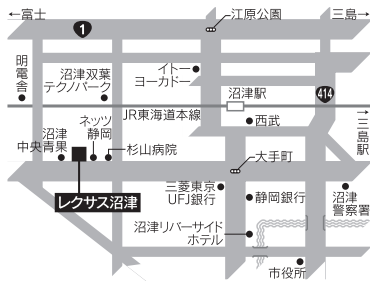 ←富士
江原公園
三島→
1
明電舎
沼津双葉
テクノパーク
イトー
ヨーカドー
沼津駅
414
JR東海道本線
西武
→三島駅
沼津
中央青果
ネッツ
静岡
杉山病院
大手町
レクサス沼津
三菱東京
UFJ銀行
静岡銀行
沼津
警察署
沼津リバーサイド
ホテル
市役所